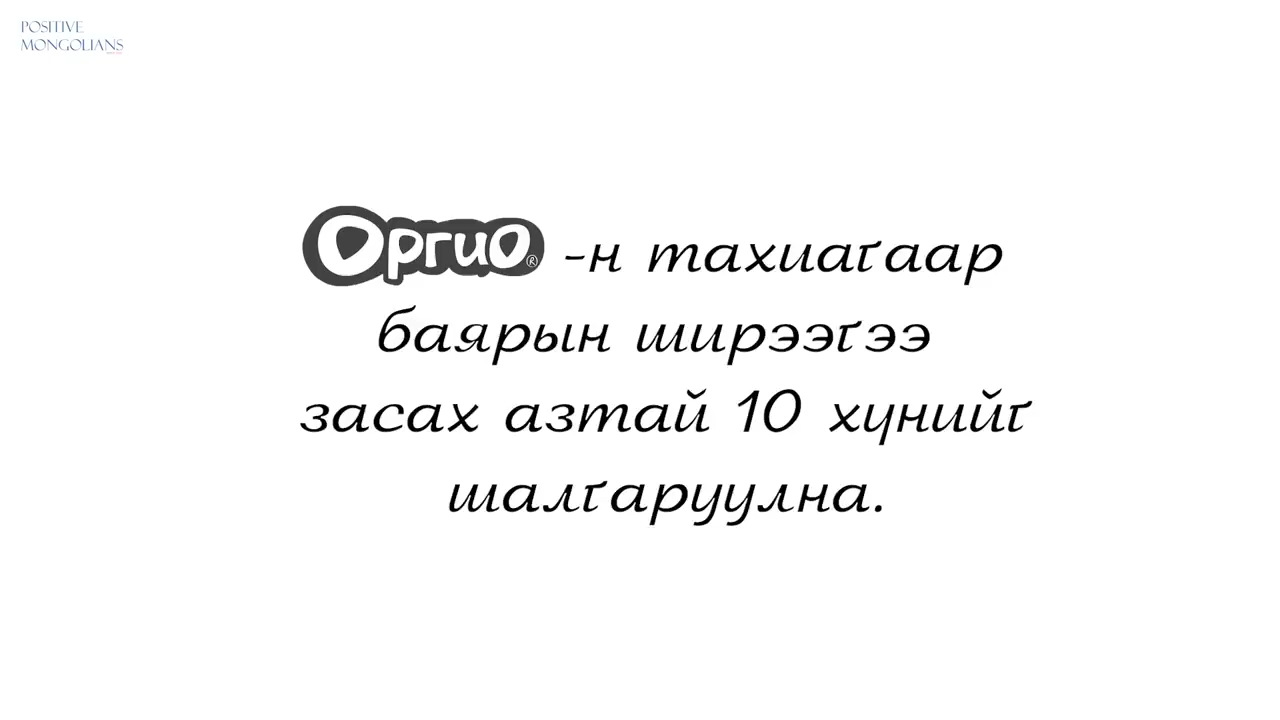 POSITIVE
MONGOLIANS
Оргио® -н тахиагаар
баярын ширээгээ
засах азтай 10 хүнийг
шалгаруулна.